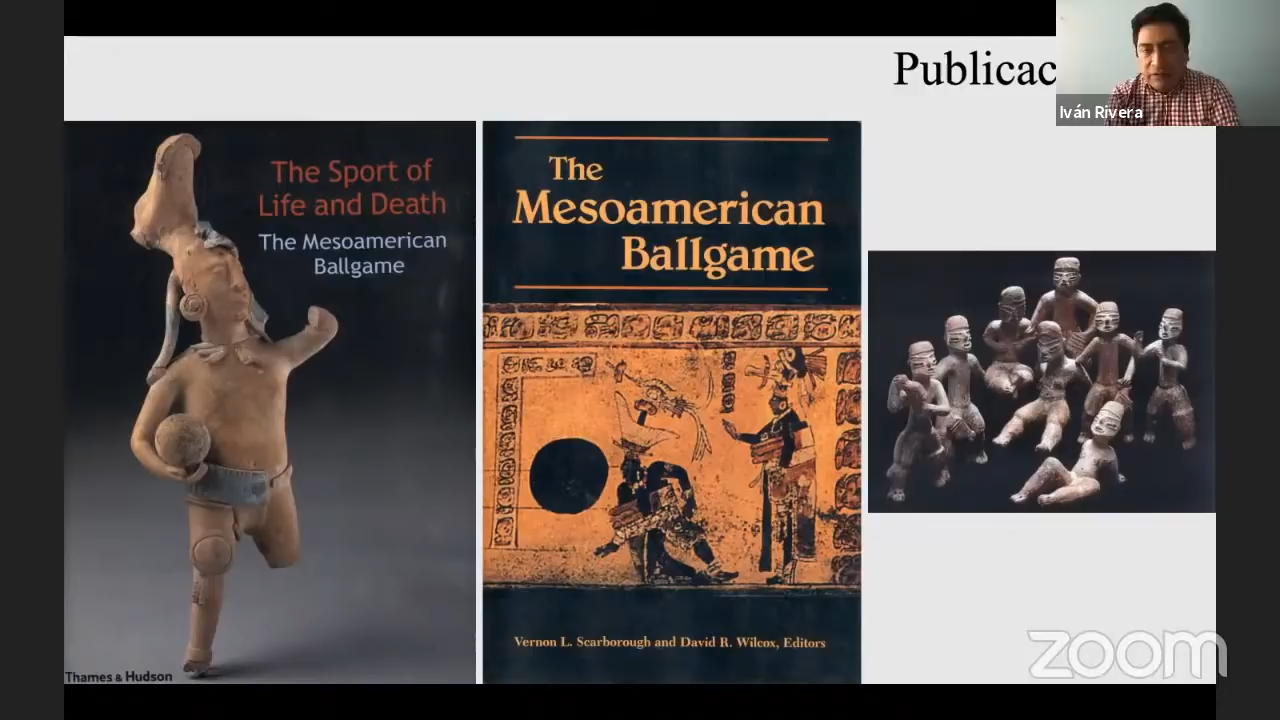 Publicac
Iván Rivera
The Sport of
Life and Death
The Mesoamerican
Ballgame
Thames & Hudson
The
Mesoamerican
Ballgame
Vernon L. Scarborough and David R. Wilcox, Editors
zoom